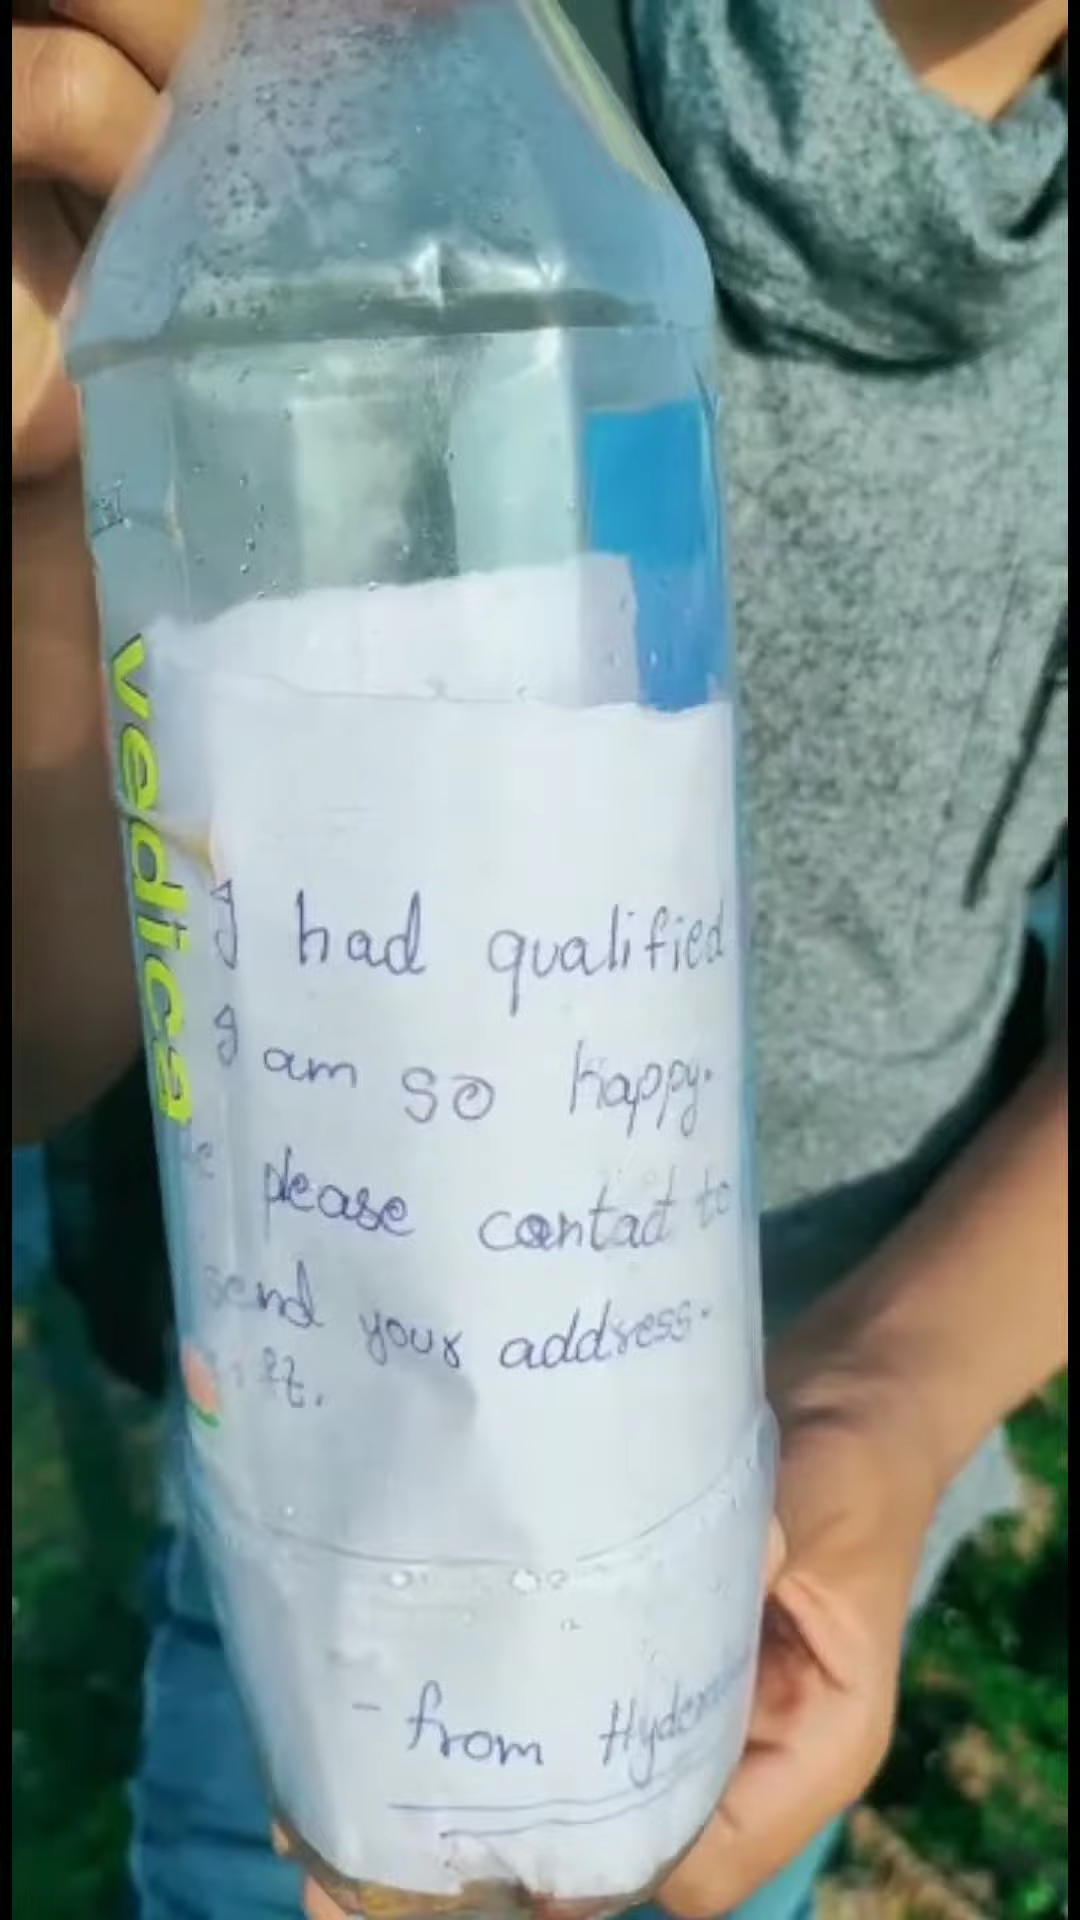 vedica
I had qualified
I am so happy.
please contact to
send your address.
- from